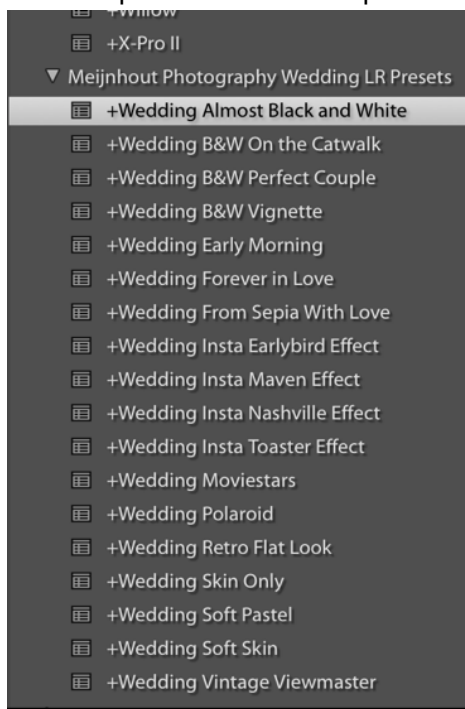 +Willow
+X-Pro II
Meijnhout Photography Wedding LR Presets
+Wedding Almost Black and White
+Wedding B&W On the Catwalk
+Wedding B&W Perfect Couple
+Wedding B&W Vignette
+Wedding Early Morning
+Wedding Forever in Love
+Wedding From Sepia With Love
+Wedding Insta Earlybird Effect
+Wedding Insta Maven Effect
+Wedding Insta Nashville Effect
+Wedding Insta Toaster Effect
+Wedding Moviestars
+Wedding Polaroid
+Wedding Retro Flat Look
+Wedding Skin Only
+Wedding Soft Pastel
+Wedding Soft Skin
+Wedding Vintage Viewmaster